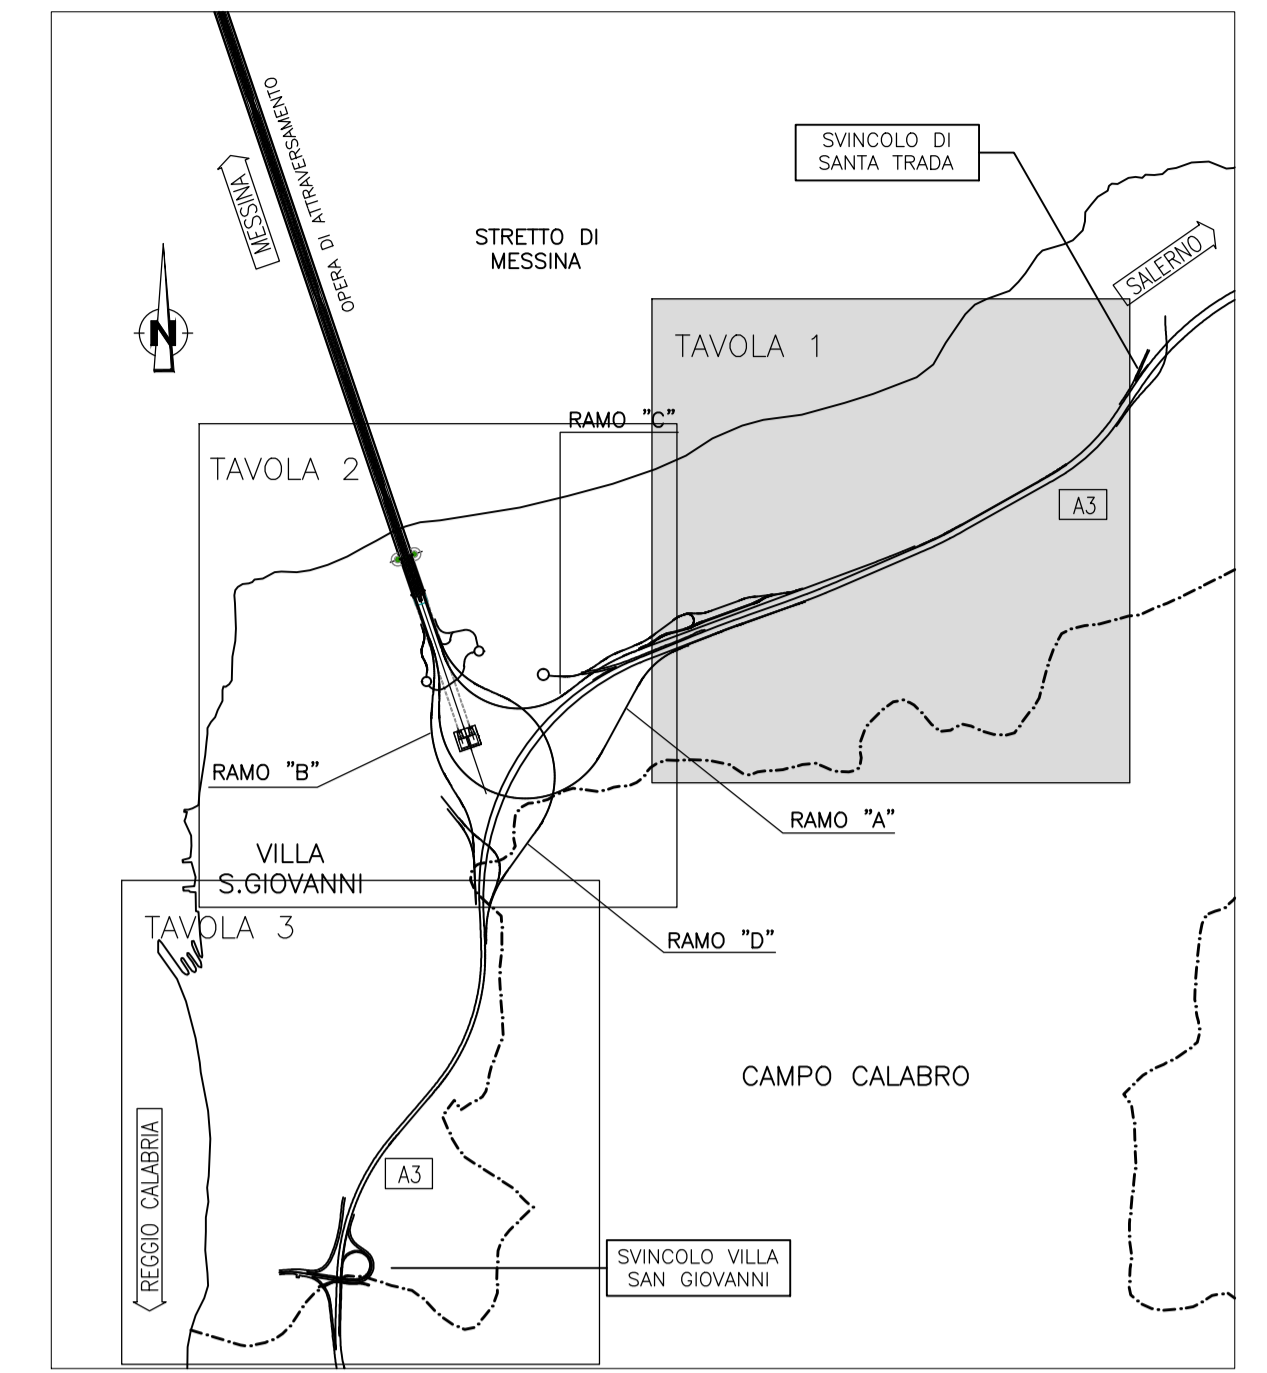 OPERA DI ATTRAVERSAMENTO
MESSINA
SVINCOLO DI
SANTA TRADA
STRETTO DI
MESSINA
SALERNO
N
TAVOLA 1
RAMO "C"
TAVOLA 2
A3
RAMO "B"
RAMO "A"
VILLA
S.GIOVANNI
TAVOLA 3
RAMO "D"
CAMPO CALABRO
A3
REGGIO CALABRIA
SVINCOLO VILLA
SAN GIOVANNI